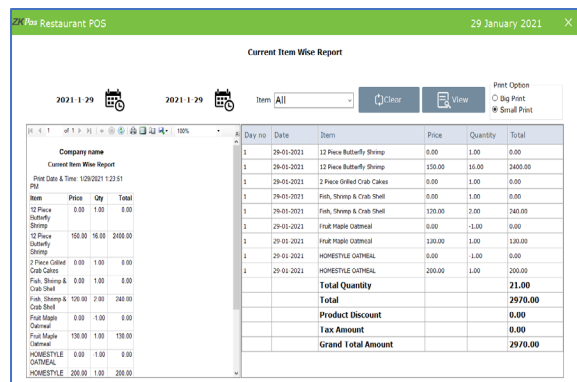 ZKPos Restaurant POS 29 January 2021 X
Current Item Wise Report
2021-1-29 2021-1-29 Item All Clear View
Print Option
Big Print
Small Print
1 of 1 100%
Company name
Current Item Wise Report
Print Date & Time: 1/29/2021 1:23:51
PM
Item Price Qty Total
12 Piece
Butterfly
Shrimp 0.00 1.00 0.00
12 Piece
Butterfly
Shrimp 150.00 16.00 2400.00
2 Piece Grilled
Crab Cakes 0.00 1.00 0.00
Fish, Shrimp &
Crab Shell 0.00 1.00 0.00
Fish, Shrimp &
Crab Shell 120.00 2.00 240.00
Fruit Maple
Oatmeal 0.00 -1.00 0.00
Fruit Maple
Oatmeal 130.00 1.00 130.00
HOMESTYLE
OATMEAL 0.00 -1.00 0.00
HOMESTYLE 200.00 1.00 200.00
Day no Date Item Price Quantity Total
1 29-01-2021 12 Piece Butterfly Shrimp 0.00 1.00 0.00
1 29-01-2021 12 Piece Butterfly Shrimp 150.00 16.00 2400.00
1 29-01-2021 2 Piece Grilled Crab Cakes 0.00 1.00 0.00
1 29-01-2021 Fish, Shrimp & Crab Shell 0.00 1.00 0.00
1 29-01-2021 Fish, Shrimp & Crab Shell 120.00 2.00 240.00
1 29-01-2021 Fruit Maple Oatmeal 0.00 -1.00 0.00
1 29-01-2021 Fruit Maple Oatmeal 130.00 1.00 130.00
1 29-01-2021 HOMESTYLE OATMEAL 0.00 -1.00 0.00
1 29-01-2021 HOMESTYLE OATMEAL 200.00 1.00 200.00
Total Quantity 21.00
Total 2970.00
Product Discount 0.00
Tax Amount 0.00
Grand Total Amount 2970.00